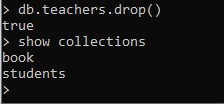 > db.teachers.drop()
true
> show collections
book
students
>